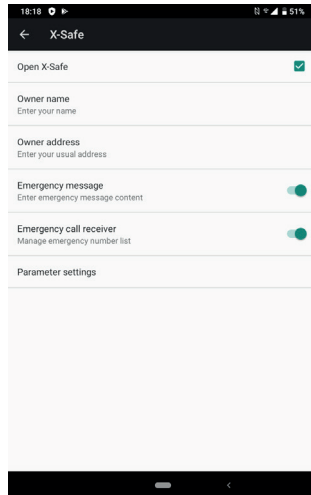 18:18
51%
X-Safe
Open X-Safe
Owner name
Enter your name
Owner address
Enter your usual address
Emergency message
Enter emergency message content
Emergency call receiver
Manage emergency number list
Parameter settings